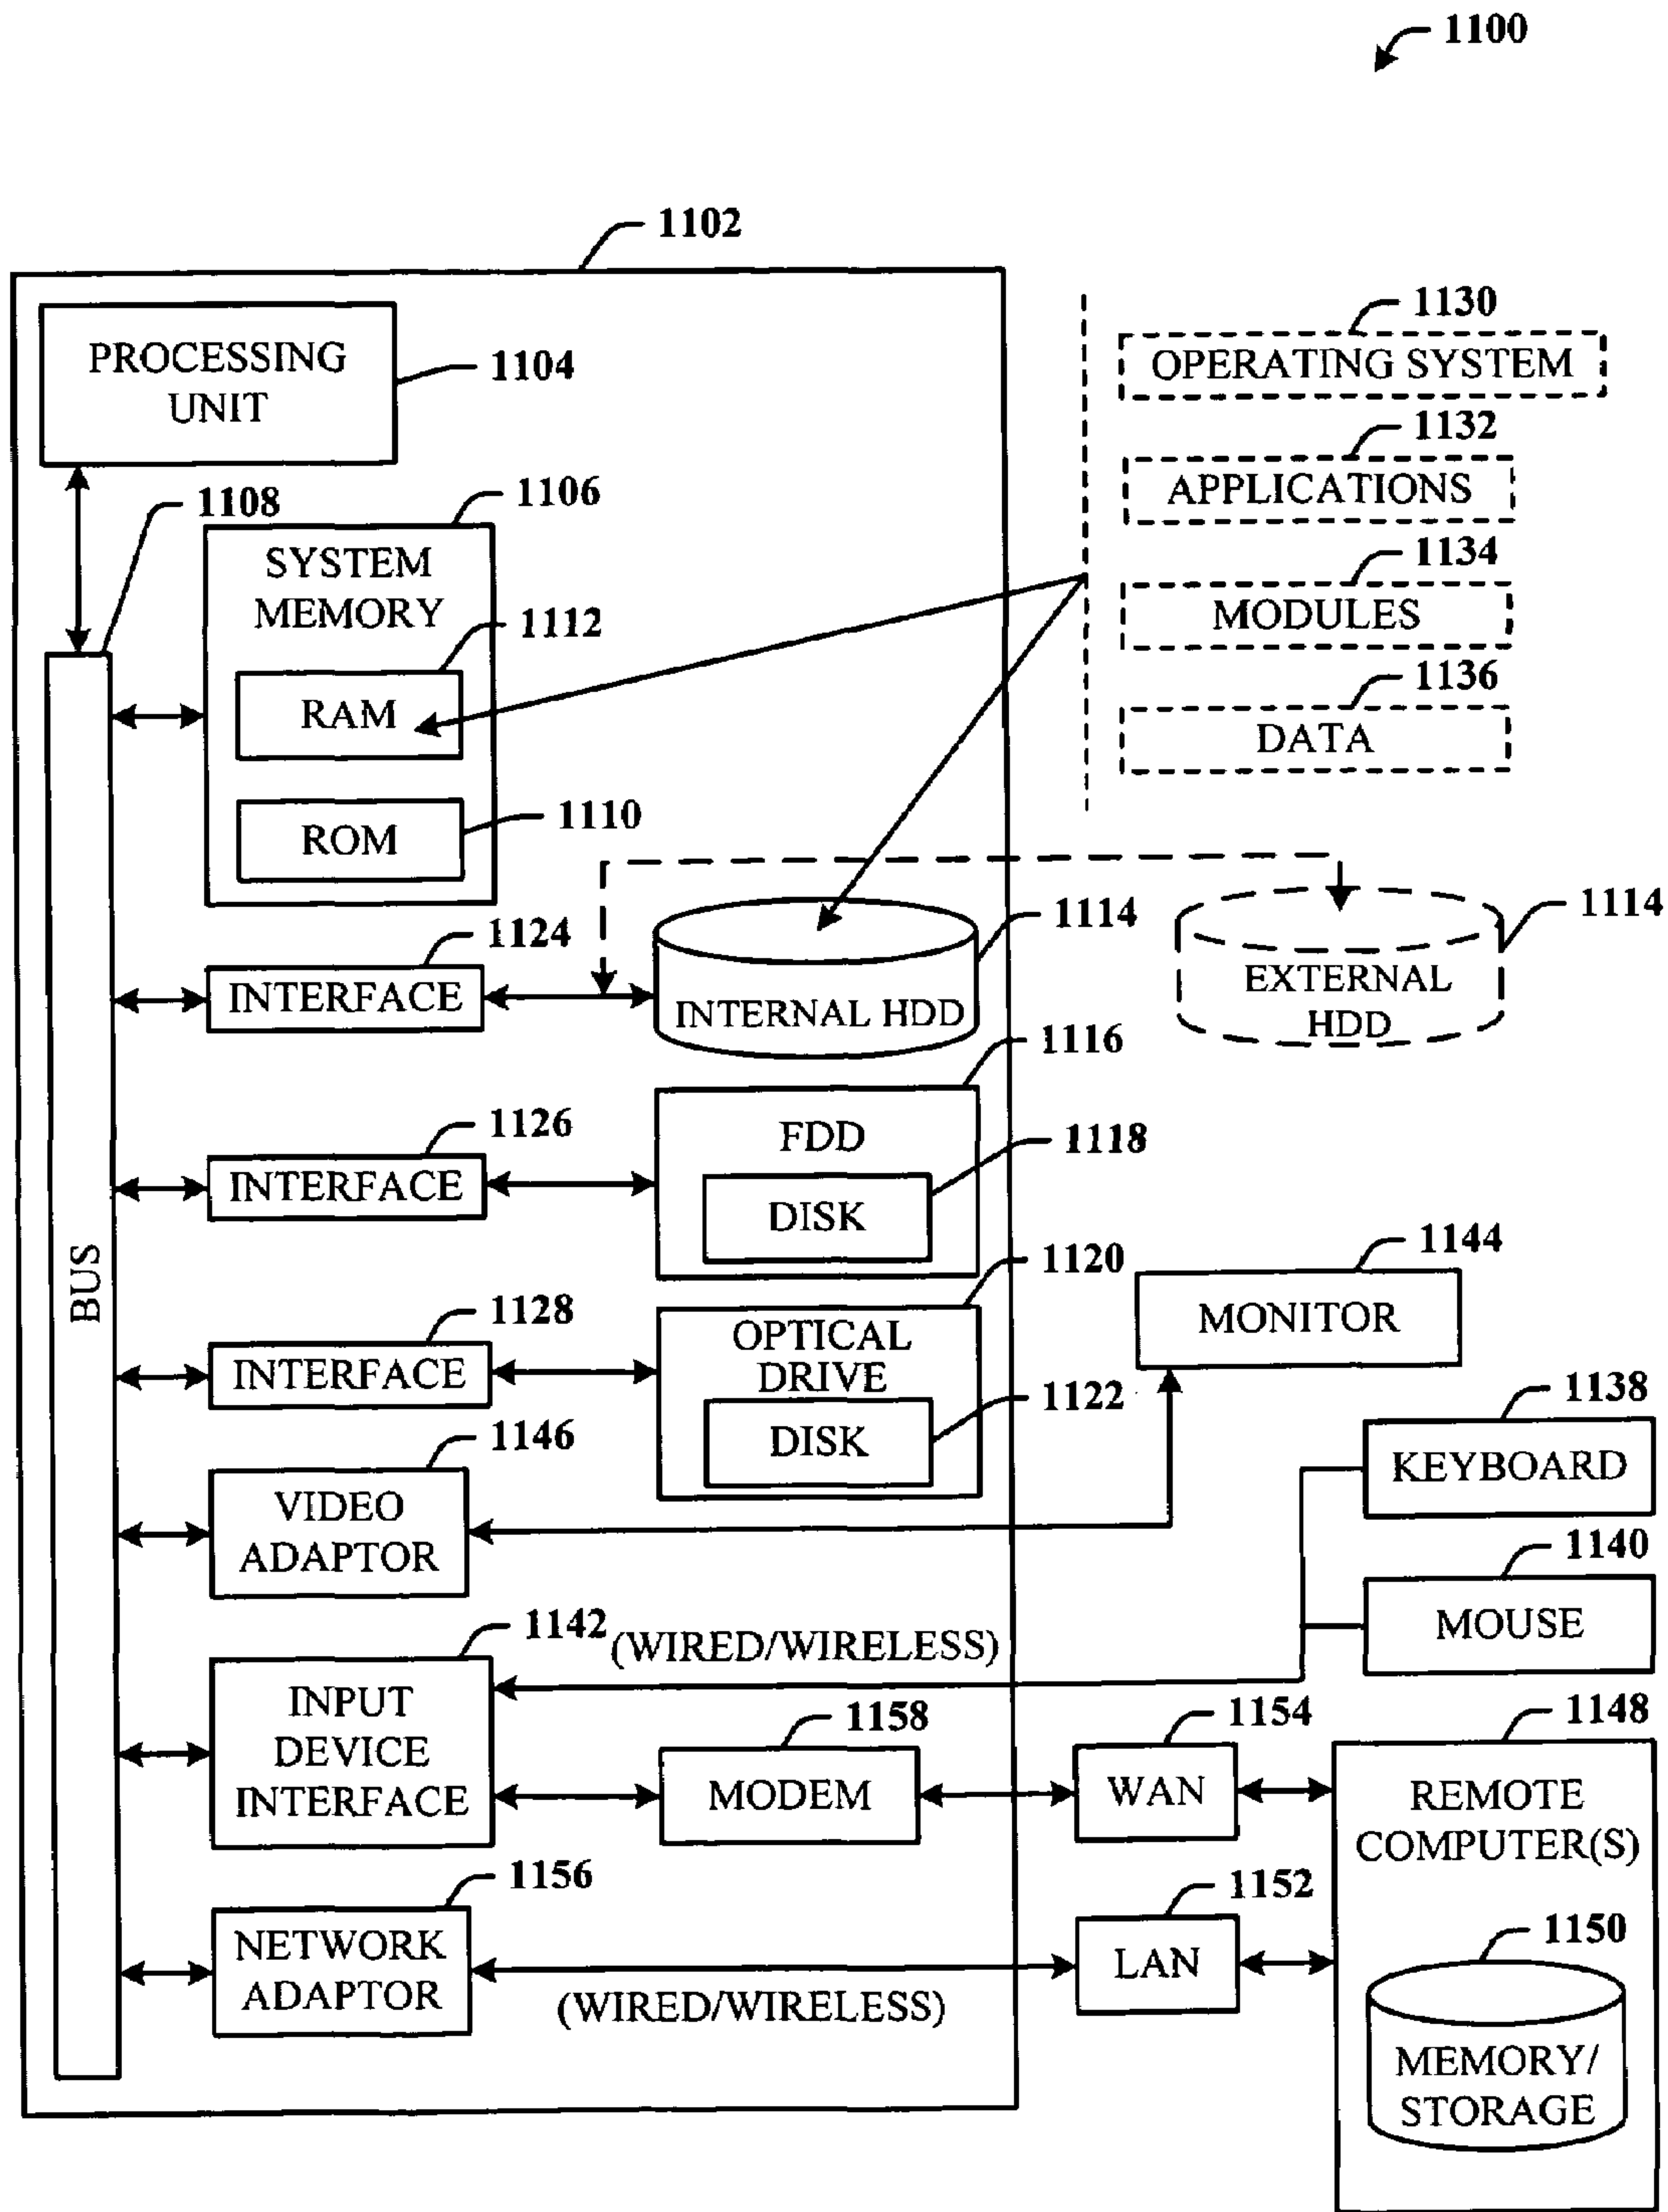 1100
1102
PROCESSING
UNIT
1104
1108
1106
SYSTEM
MEMORY
1112
RAM
1110
ROM
1130
OPERATING SYSTEM
1132
APPLICATIONS
1134
MODULES
1136
DATA
BUS
1124
INTERFACE
1114
INTERNAL HDD
1114
EXTERNAL
HDD
1126
INTERFACE
1116
FDD
1118
DISK
1128
INTERFACE
1120
OPTICAL
DRIVE
1122
DISK
1144
MONITOR
1146
VIDEO
ADAPTOR
1138
KEYBOARD
1140
MOUSE
1142
(WIRED/WIRELESS)
INPUT
DEVICE
INTERFACE
1158
MODEM
1154
WAN
1148
REMOTE
COMPUTER(S)
1156
NETWORK
ADAPTOR
(WIRED/WIRELESS)
1152
LAN
1150
MEMORY/
STORAGE